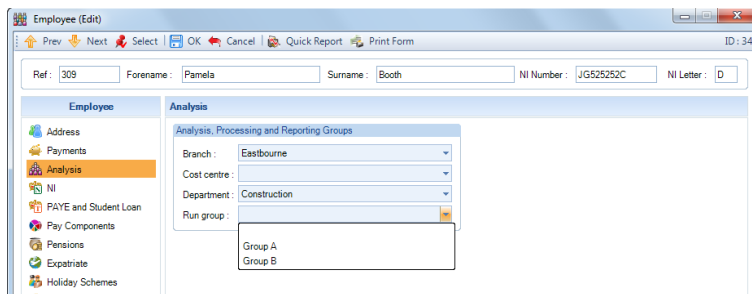 Employee (Edit)
Prev Next Select OK Cancel Quick Report Print Form ID : 34
Ref : 309 Forename : Pamela Surname : Booth NI Number : JG525252C NI Letter : D
Employee
Address
Payments
Analysis
NI
PAYE and Student Loan
Pay Components
Pensions
Expatriate
Holiday Schemes
Analysis
Analysis, Processing and Reporting Groups
Branch : Eastbourne
Cost centre :
Department : Construction
Run group :
Group A
Group B